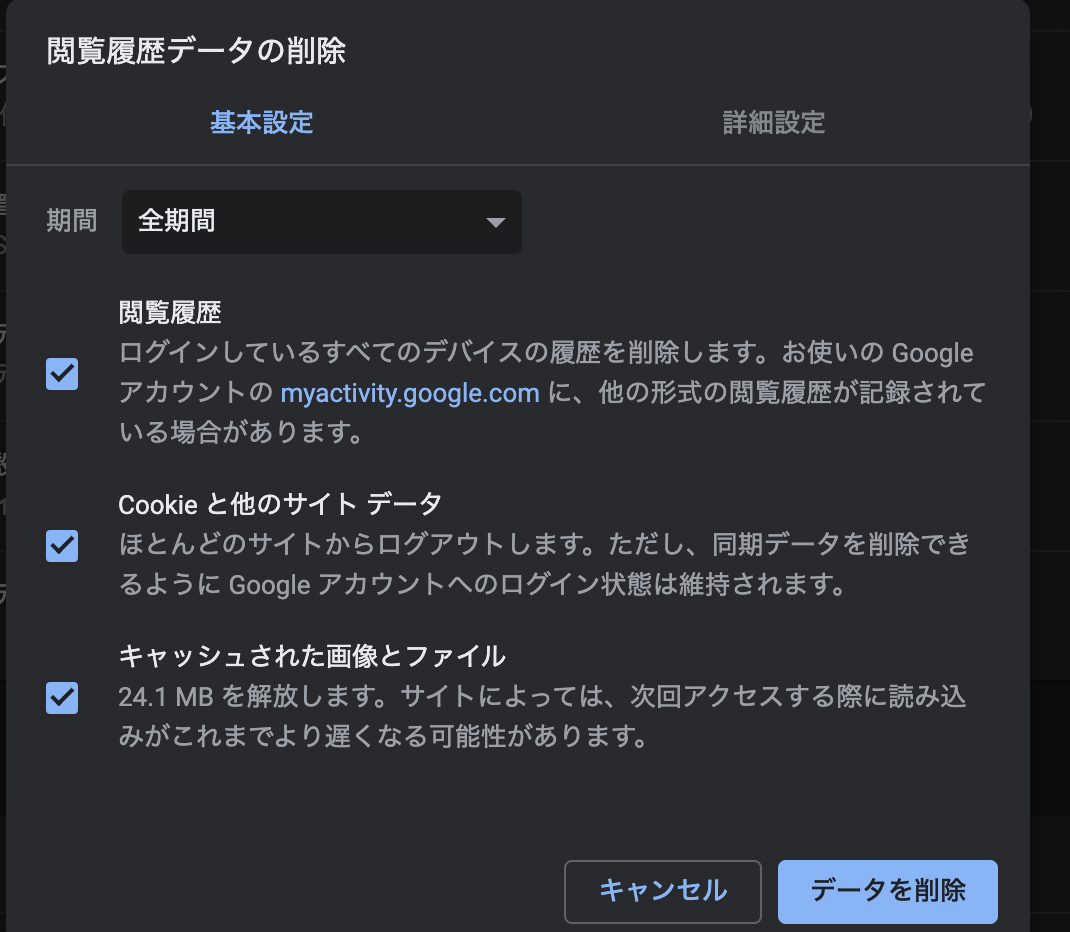 閲覧履歴データの削除
基本設定
詳細設定
期間
全期間
閲覧履歴
ログインしているすべてのデバイスの履歴を削除します。お使いの Google
アカウントの myactivity.google.com に、他の形式の閲覧履歴が記録されて
いる場合があります。
Cookie と他のサイト データ
ほとんどのサイトからログアウトします。ただし、同期データを削除でき
るように Google アカウントへのログイン状態は維持されます。
キャッシュされた画像とファイル
24.1 MB を解放します。サイトによっては、次回アクセスする際に読み込
みがこれまでより遅くなる可能性があります。
キャンセル
データを削除